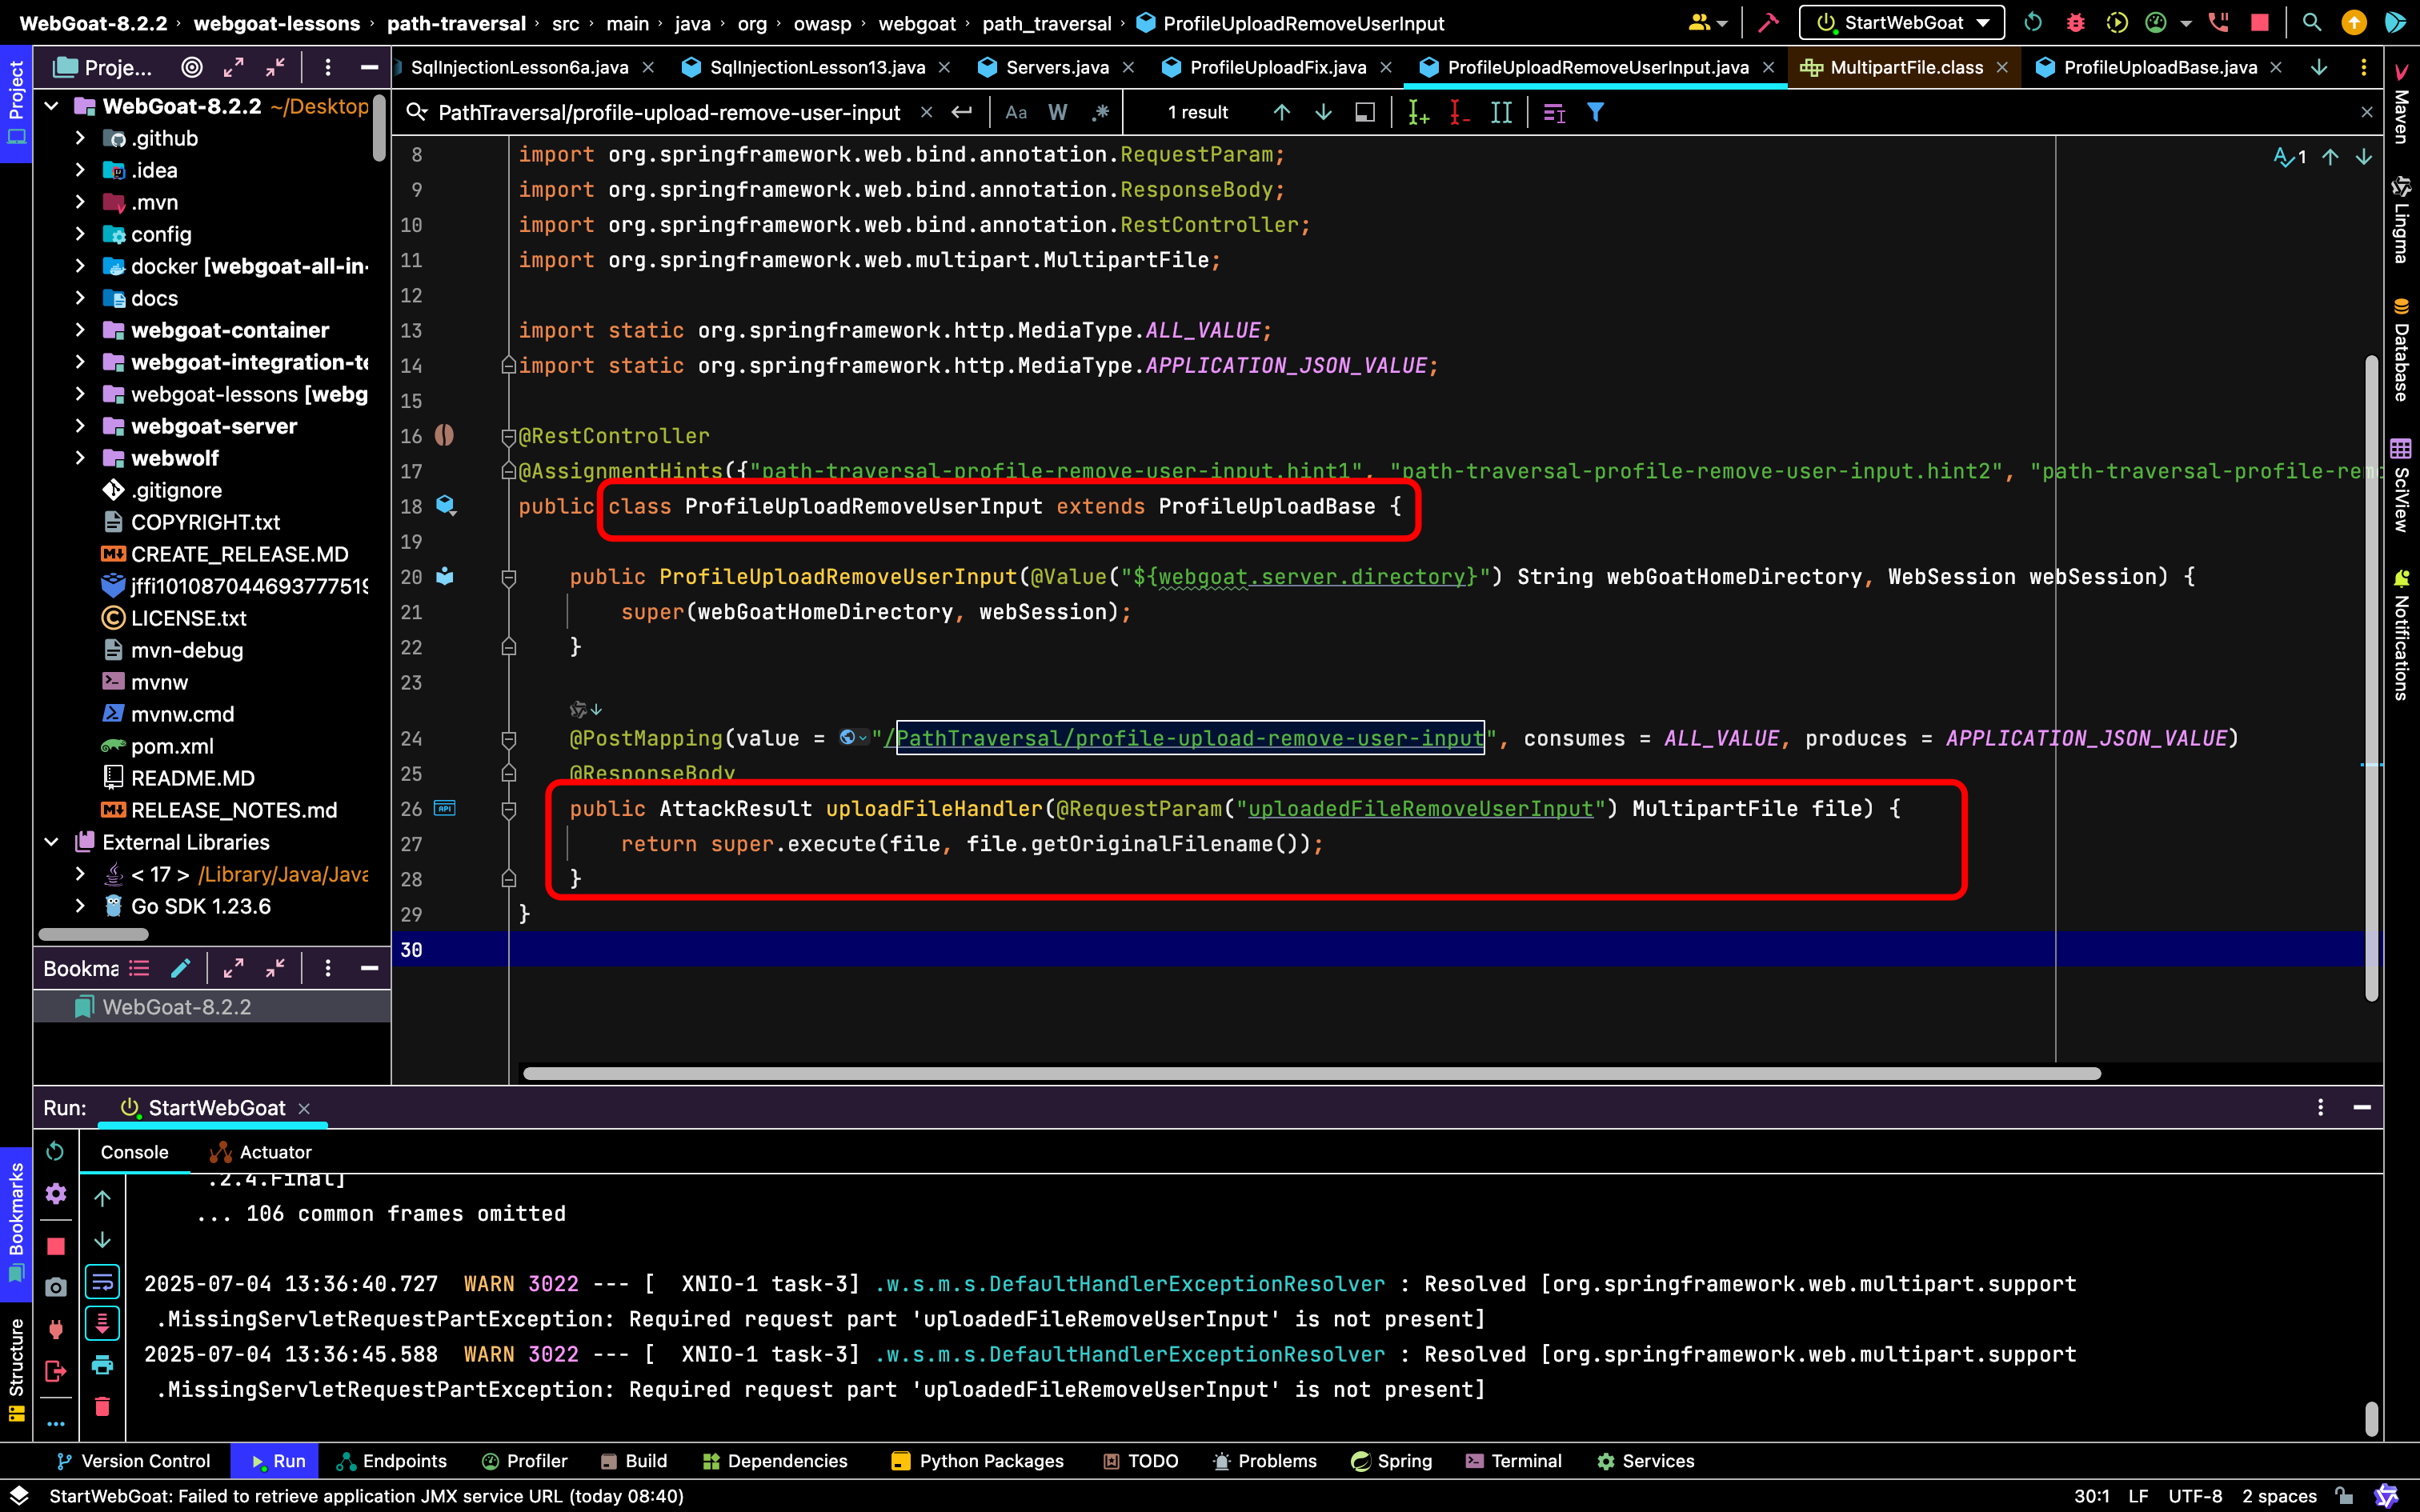 WebGoat-8.2.2 › webgoat-lessons › path-traversal › src › main › java › org › owasp › webgoat › path_traversal › ProfileUploadRemoveUserInput
StartWebGoat
Project
Proje...
SqlInjectionLesson6a.java
SqlInjectionLesson13.java
Servers.java
ProfileUploadFix.java
ProfileUploadRemoveUserInput.java
MultipartFile.class
ProfileUploadBase.java
PathTraversal/profile-upload-remove-user-input
Aa W .*
1 result
WebGoat-8.2.2 ~/Desktop
.github
.idea
.mvn
config
docker [webgoat-all-in-
docs
webgoat-container
webgoat-integration-te
webgoat-lessons [webg
webgoat-server
webwolf
.gitignore
COPYRIGHT.txt
CREATE_RELEASE.MD
LICENSE.txt
mvn-debug
mvnw
mvnw.cmd
pom.xml
README.MD
RELEASE_NOTES.md
External Libraries
< 17 > /Library/Java/Java
Go SDK 1.23.6
Bookma
WebGoat-8.2.2
1
8 import org.springframework.web.bind.annotation.RequestParam;
9 import org.springframework.web.bind.annotation.ResponseBody;
10 import org.springframework.web.bind.annotation.RestController;
11 import org.springframework.web.multipart.MultipartFile;
12
13 import static org.springframework.http.MediaType.ALL_VALUE;
14 import static org.springframework.http.MediaType.APPLICATION_JSON_VALUE;
15
16 @RestController
17 @AssignmentHints({"path-traversal-profile-remove-user-input.hint1", "path-traversal-profile-remove-user-input.hint2", "path-traversal-profile-rem
18 public class ProfileUploadRemoveUserInput extends ProfileUploadBase {
19
20 public ProfileUploadRemoveUserInput(@Value("${webgoat.server.directory}") String webGoatHomeDirectory, WebSession webSession) {
21 super(webGoatHomeDirectory, webSession);
22 }
23
24 @PostMapping(value = "/PathTraversal/profile-upload-remove-user-input", consumes = ALL_VALUE, produces = APPLICATION_JSON_VALUE)
25 @ResponseBody
26 public AttackResult uploadFileHandler(@RequestParam("uploadedFileRemoveUserInput") MultipartFile file) {
27 return super.execute(file, file.getOriginalFilename());
28 }
29 }
30
Maven
Lingma
Database
SciView
Notifications
Run: StartWebGoat
Console Actuator
Bookmarks
Structure
.2.4.Final]
... 106 common frames omitted
2025-07-04 13:36:40.727 WARN 3022 --- [ XNIO-1 task-3] .w.s.m.s.DefaultHandlerExceptionResolver : Resolved [org.springframework.web.multipart.support
.MissingServletRequestPartException: Required request part 'uploadedFileRemoveUserInput' is not present]
2025-07-04 13:36:45.588 WARN 3022 --- [ XNIO-1 task-3] .w.s.m.s.DefaultHandlerExceptionResolver : Resolved [org.springframework.web.multipart.support
.MissingServletRequestPartException: Required request part 'uploadedFileRemoveUserInput' is not present]
Version Control Run Endpoints Profiler Build Dependencies Python Packages TODO Problems Spring Terminal Services
StartWebGoat: Failed to retrieve application JMX service URL (today 08:40)
30:1 LF UTF-8 2 spaces